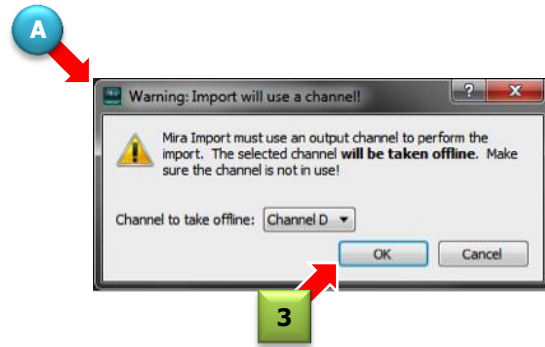 A
Warning: Import will use a channel!
? X
Mira Import must use an output channel to perform the
import. The selected channel will be taken offline. Make
sure the channel is not in use!
Channel to take offline: Channel D
OK Cancel
3